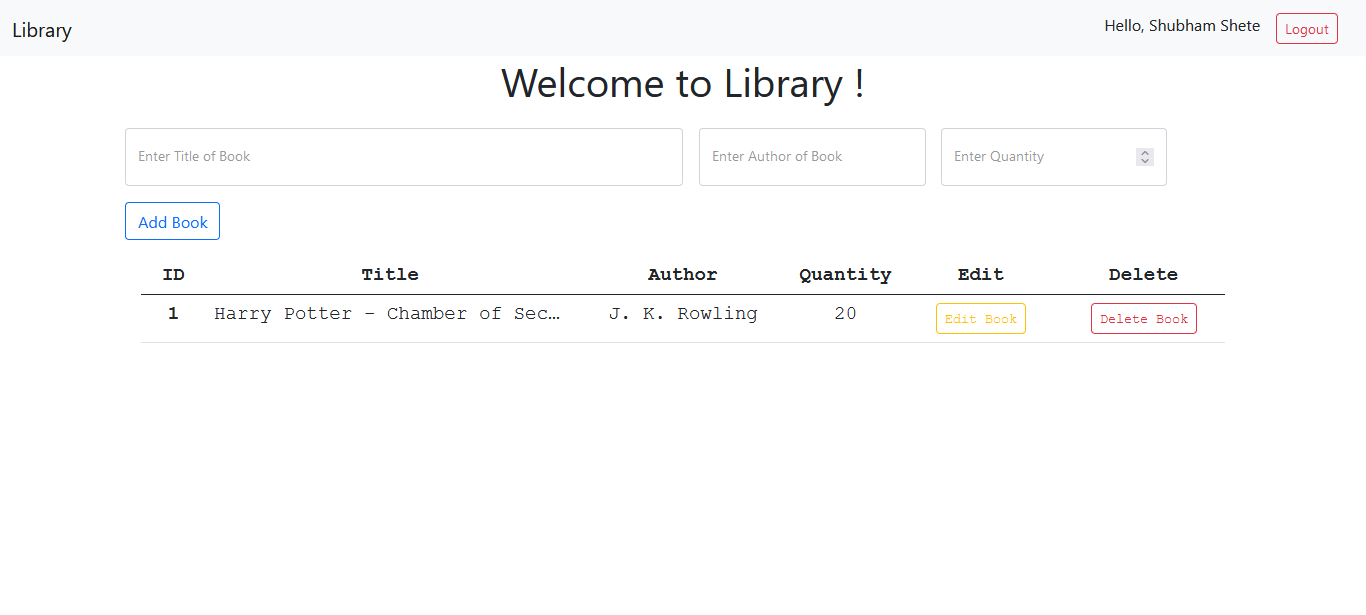 Library
Hello, Shubham Shete Logout
Welcome to Library !
Enter Title of Book Enter Author of Book Enter Quantity
Add Book
ID Title Author Quantity Edit Delete
1 Harry Potter - Chamber of Sec… J. K. Rowling 20 Edit Book Delete Book